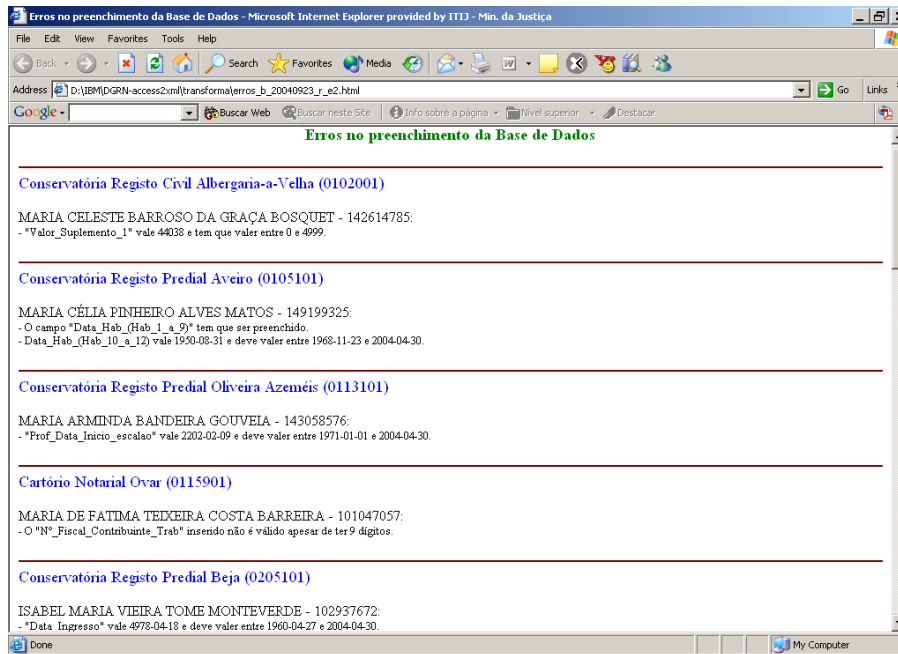 Erros no preenchimento da Base de Dados - Microsoft Internet Explorer provided by ITIJ - Min. da Justiça
File Edit View Favorites Tools Help
Back Search Favorites Media
Address D:\IBM\DGRN-access2xml\transforma\erros_b_20040923_r_e2.html Go Links
Google Buscar Web Buscar neste Site Info sobre a página Nível superior Destacar
Erros no preenchimento da Base de Dados
Conservatória Registo Civil Albergaria-a-Velha (0102001)
MARIA CELESTE BARROSO DA GRAÇA BOSQUET - 142614785:
- "Valor_Suplemento_1" vale 44038 e tem que valer entre 0 e 4999.
Conservatória Registo Predial Aveiro (0105101)
MARIA CÉLIA PINHEIRO ALVES MATOS - 149199325:
- O campo "Data_Hab_(Hab_1_a_9)" tem que ser preenchido.
- Data_Hab_(Hab_10_a_12) vale 1950-08-31 e deve valer entre 1968-11-23 e 2004-04-30.
Conservatória Registo Predial Oliveira Azeméis (0113101)
MARIA ARMINDA BANDEIRA GOUVEIA - 143058576:
- "Prof_Data_Inicio_escalao" vale 2202-02-09 e deve valer entre 1971-01-01 e 2004-04-30.
Cartório Notarial Ovar (0115901)
MARIA DE FATIMA TEIXEIRA COSTA BARREIRA - 101047057:
- O "Nº_Fiscal_Contribuinte_Trab" inserido não é válido apesar de ter 9 dígitos.
Conservatória Registo Predial Beja (0205101)
ISABEL MARIA VIEIRA TOME MONTEVERDE - 102937672:
- "Data_Ingresso" vale 4978-04-18 e deve valer entre 1960-04-27 e 2004-04-30.
Done My Computer